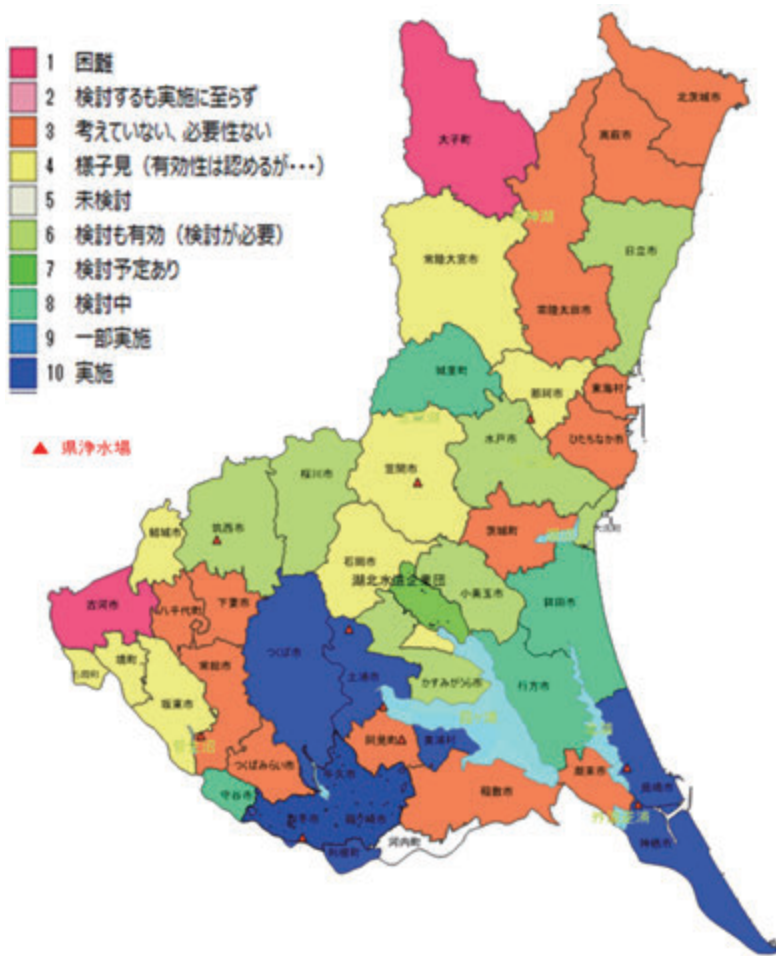 1 困難
2 検討するも実施に至らず
3 考えていない、必要性ない
4 様子見（有効性は認めるが・・・）
5 未検討
6 検討も有効（検討が必要）
7 検討予定あり
8 検討中
9 一部実施
10 実施
県浄水場
北茨城市
高萩市
大子町
日立市
常陸大宮市
常陸太田市
城里町
那珂市
東海村
水戸市
ひたちなか市
笠間市
桜川市
筑西市
結城市
茨城町
大洗町
石岡市
湖北水道企業団
小美玉市
鉾田市
古河市
八千代町
下妻市
つくば市
土浦市
かすみがうら市
行方市
境町
常総市
坂東市
阿見町
美浦村
つくばみらい市
牛久市
稲敷市
潮来市
鹿嶋市
守谷市
取手市
利根町
河内町
神栖市